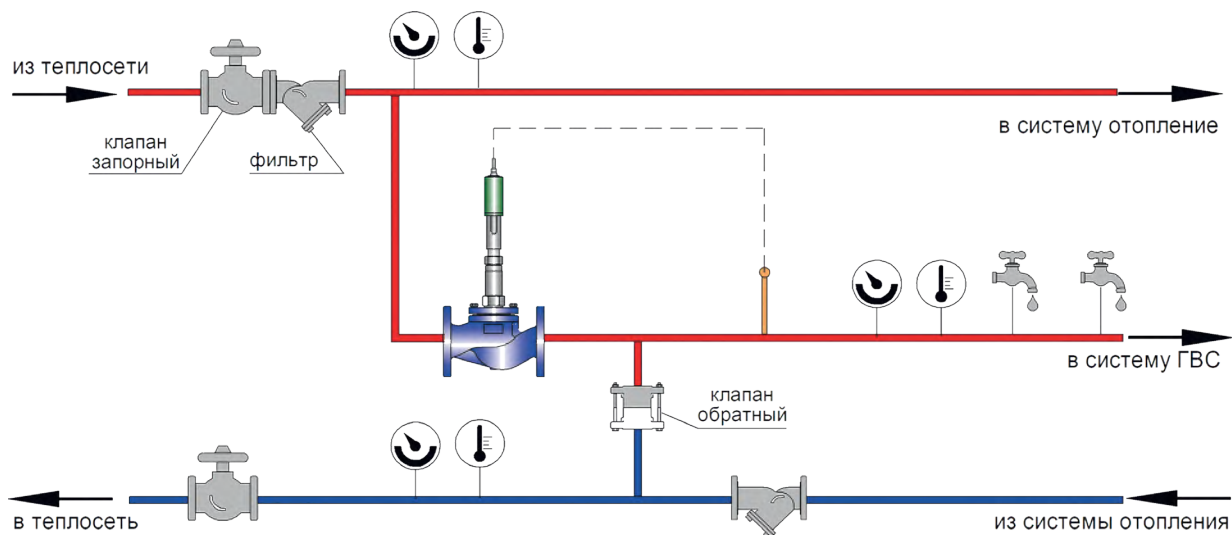 из теплосети
клапан
запорный
фильтр
в систему отопление
в систему ГВС
клапан
обратный
в теплосеть
из системы отопления